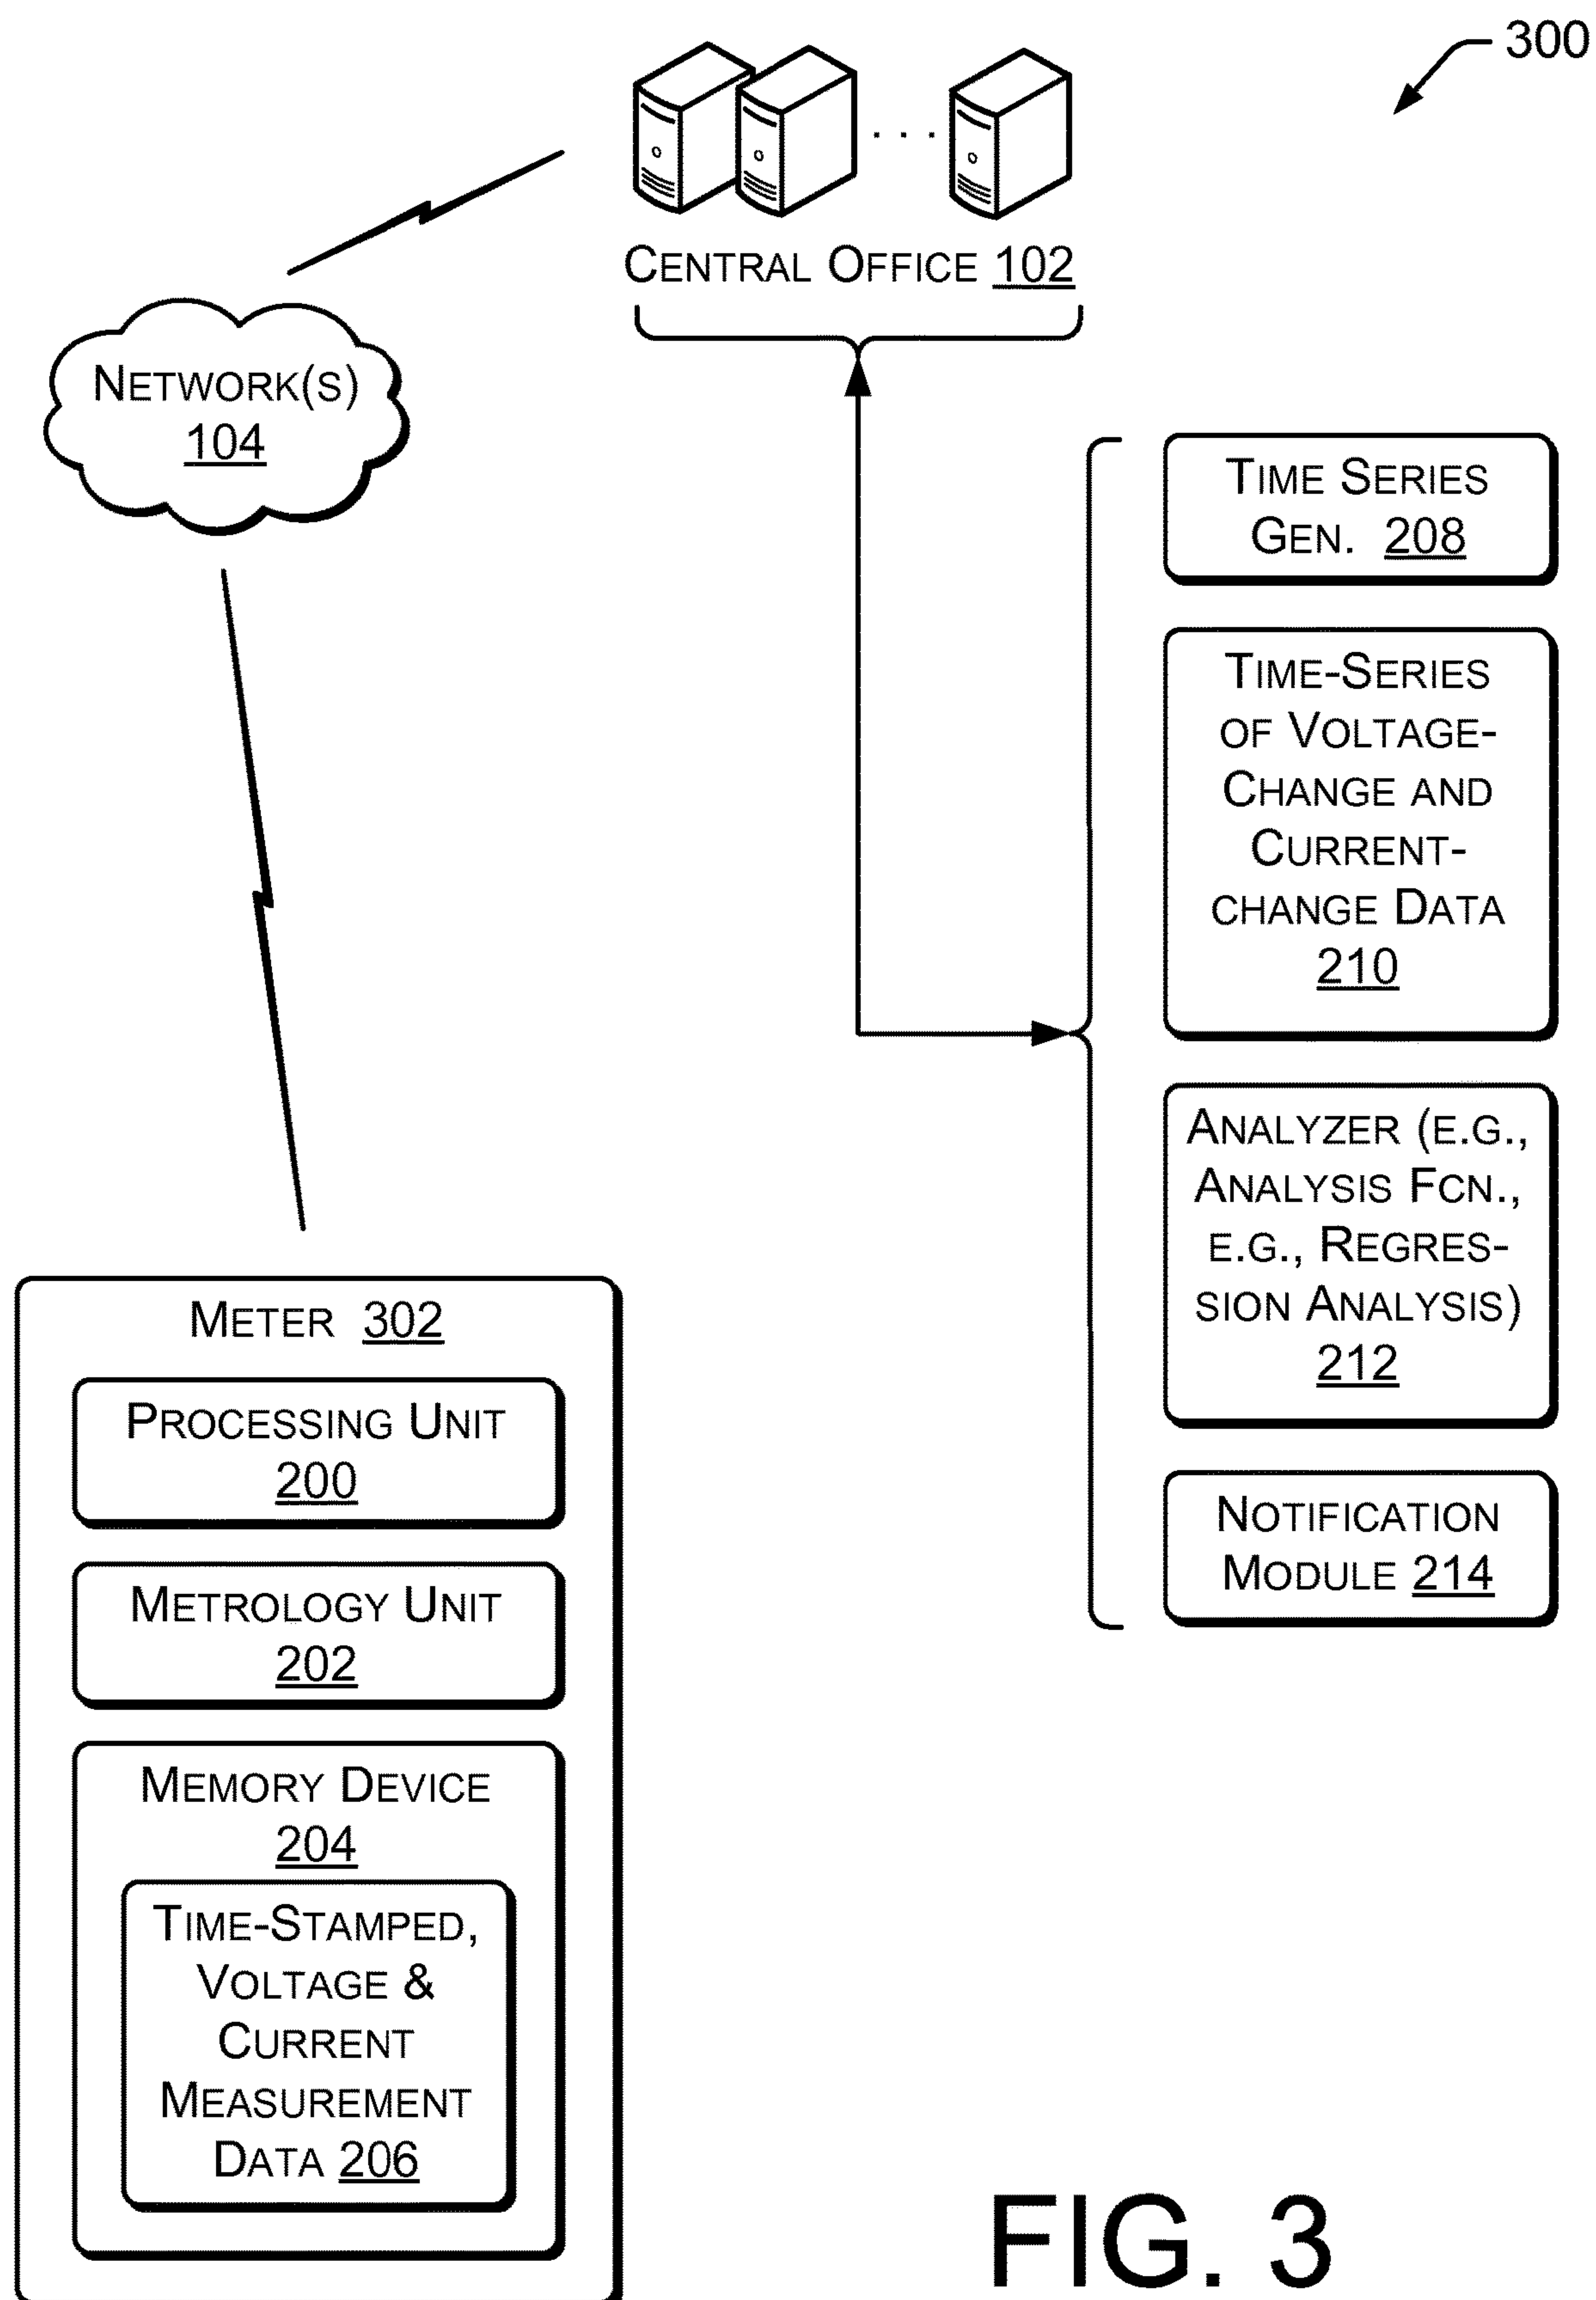 300
CENTRAL OFFICE 102
NETWORK(S)
104
TIME SERIES
GEN. 208
TIME-SERIES
OF VOLTAGE-
CHANGE AND
CURRENT-
CHANGE DATA
210
ANALYZER (E.G.,
ANALYSIS FCN.,
E.G., REGRES-
SION ANALYSIS)
212
NOTIFICATION
MODULE 214
METER 302
PROCESSING UNIT
200
METROLOGY UNIT
202
MEMORY DEVICE
204
TIME-STAMPED,
VOLTAGE &
CURRENT
MEASUREMENT
DATA 206
FIG. 3